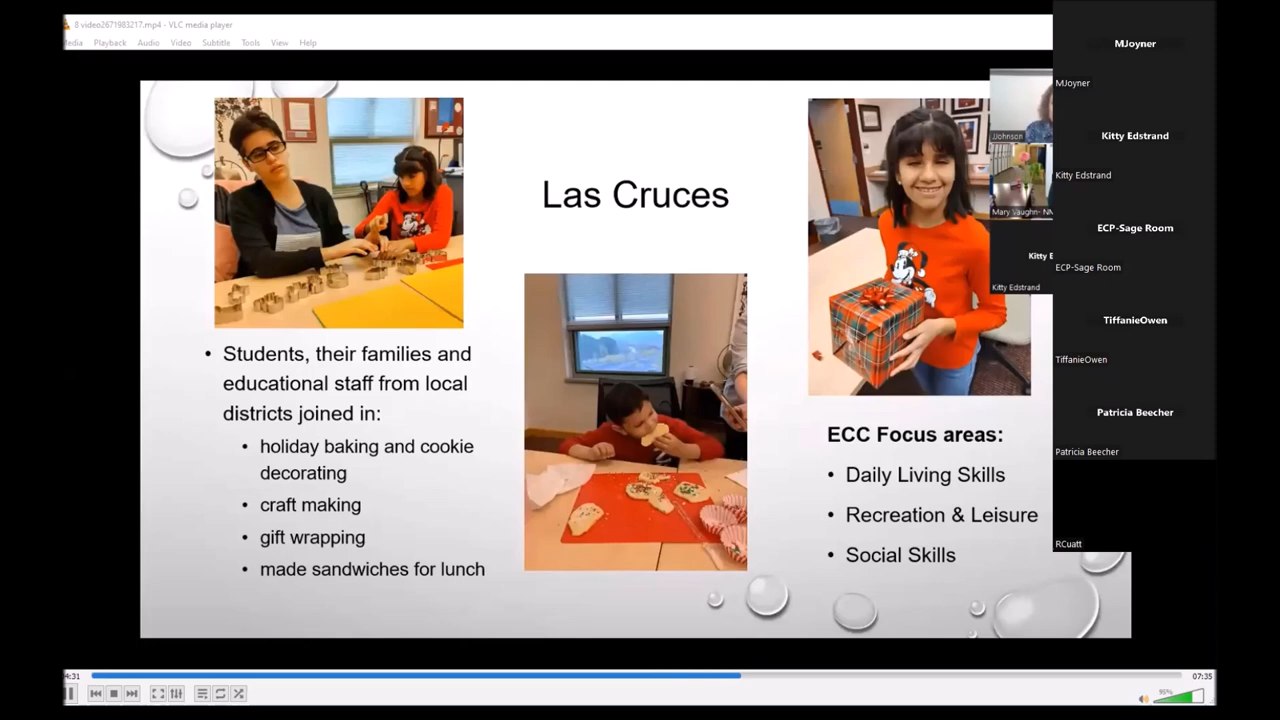 8 video2671983217.mp4 - VLC media player
Playback Audio Video Subtitle Tools View Help
Las Cruces
• Students, their families and
educational staff from local
districts joined in:
• holiday baking and cookie
decorating
• craft making
• gift wrapping
• made sandwiches for lunch
ECC Focus areas:
• Daily Living Skills
• Recreation & Leisure
• Social Skills
JJohnson
Mary Vaughn- NM
Kitty E
Kitty Edstrand
MJoyner
MJoyner
Kitty Edstrand
Kitty Edstrand
ECP-Sage Room
ECP-Sage Room
TiffanieOwen
TiffanieOwen
Patricia Beecher
Patricia Beecher
RCuatt
4:31
07:35
95%